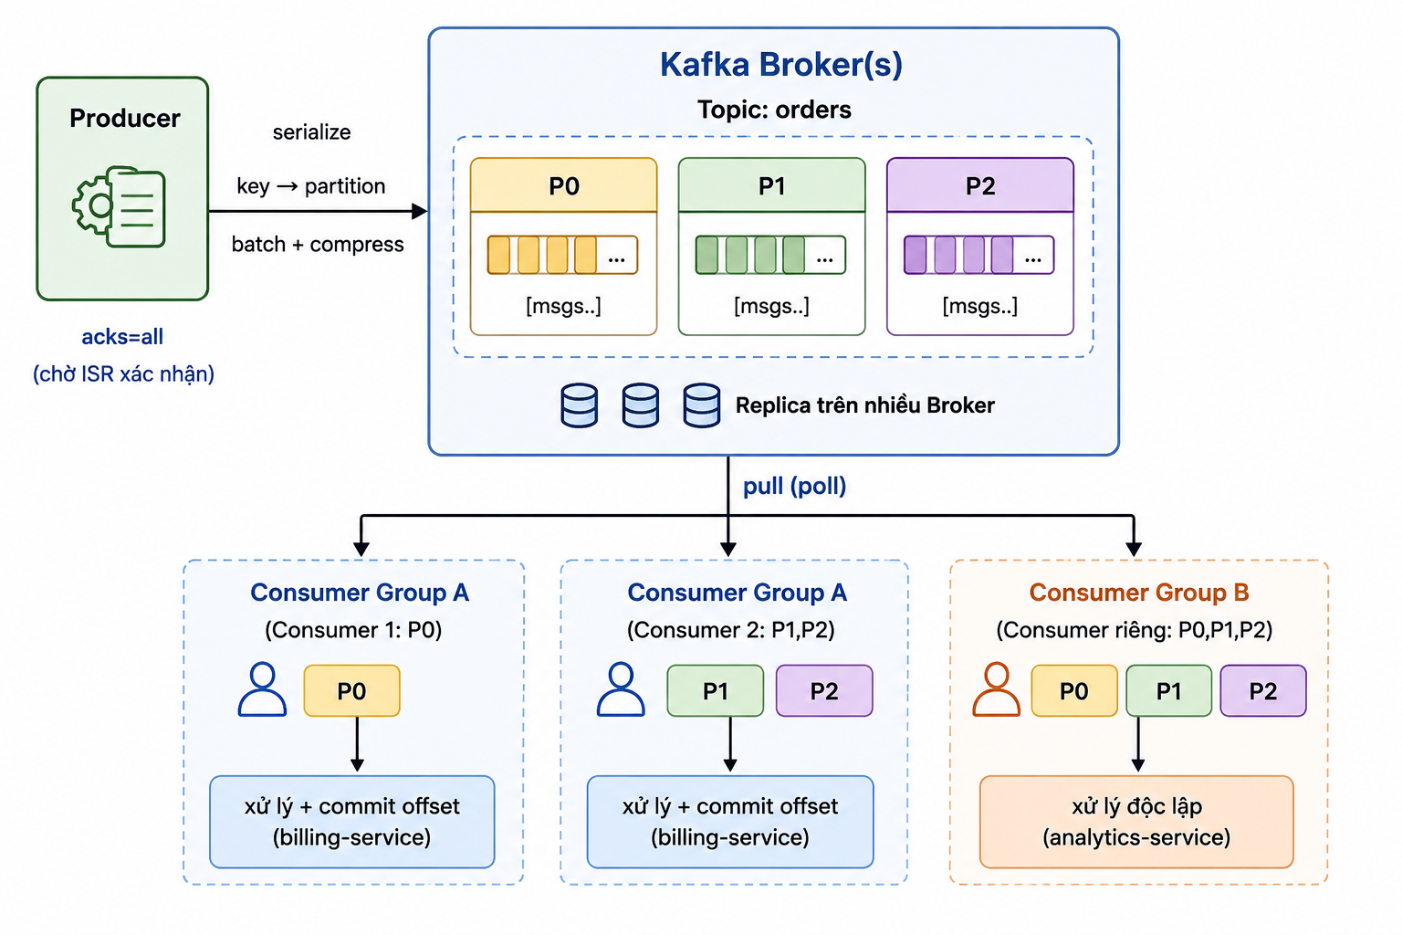 Kafka Broker(s)
Topic: orders
Producer
serialize
key → partition
batch + compress
acks=all
(chờ ISR xác nhận)
P0
P1
P2
...
...
...
[msgs..]
[msgs..]
[msgs..]
Replica trên nhiều Broker
pull (poll)
Consumer Group A
(Consumer 1: P0)
P0
xử lý + commit offset
(billing-service)
Consumer Group A
(Consumer 2: P1,P2)
P1
P2
xử lý + commit offset
(billing-service)
Consumer Group B
(Consumer riêng: P0,P1,P2)
P0
P1
P2
xử lý độc lập
(analytics-service)